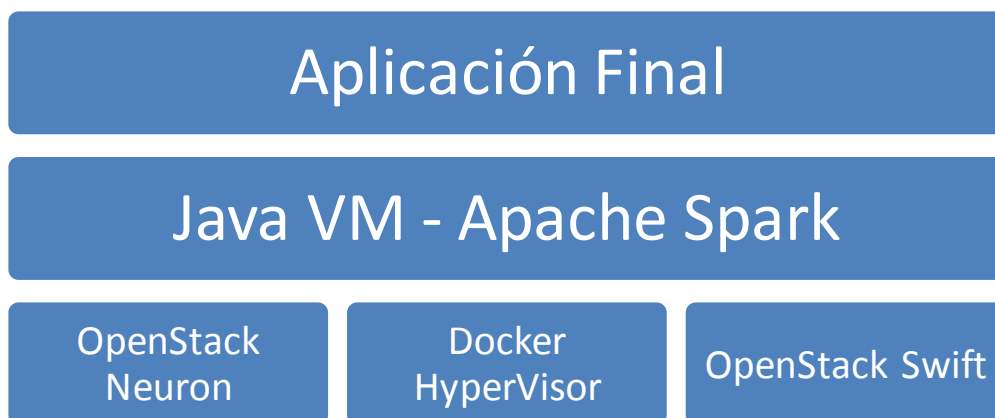 Aplicación Final
Java VM - Apache Spark
OpenStack
Neuron
Docker
HyperVisor
OpenStack Swift